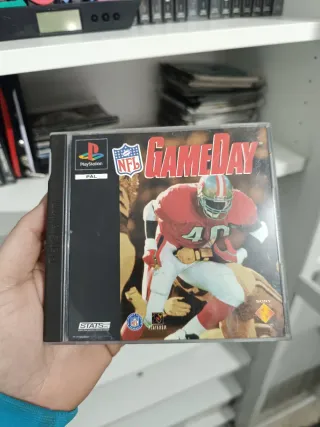 PlayStation
PAL
NFL
GAMEDAY
40
STATS
SONY